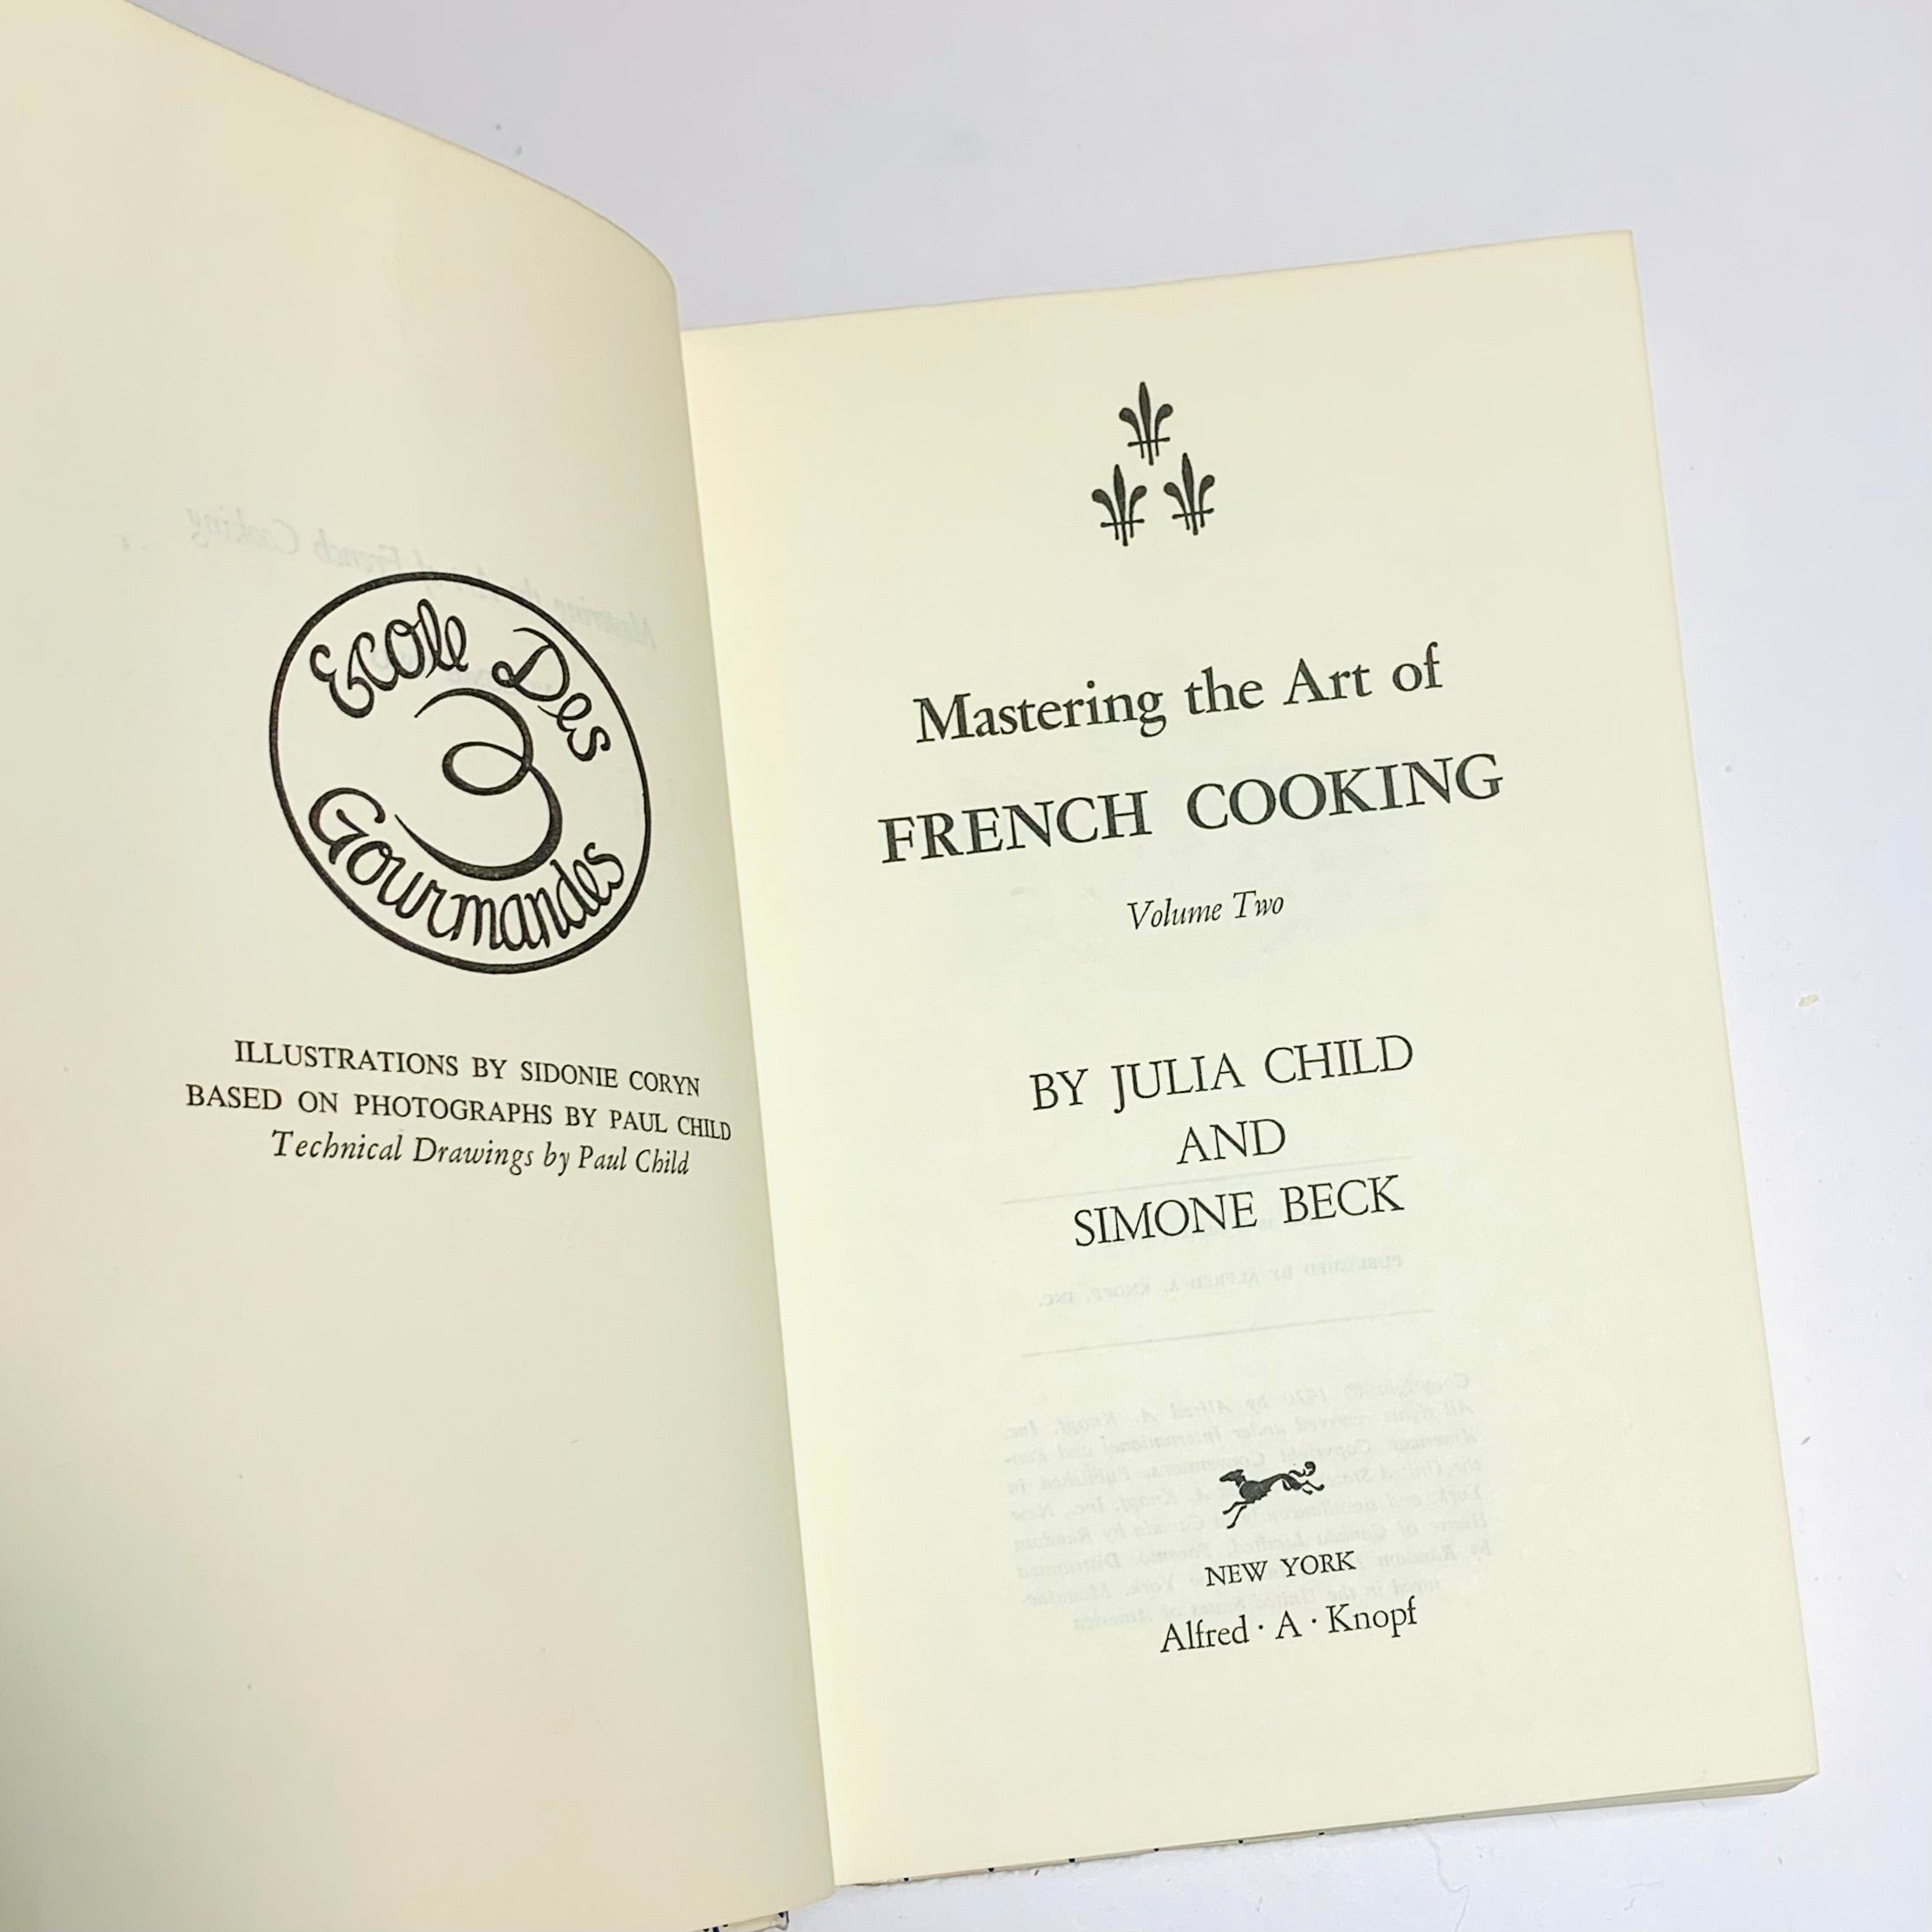 Ecole Des
3
Gourmandes
ILLUSTRATIONS BY SIDONIE CORYN
BASED ON PHOTOGRAPHS BY PAUL CHILD
Technical Drawings by Paul Child
Mastering the Art of
FRENCH COOKING
Volume Two
BY JULIA CHILD
AND
SIMONE BECK
NEW YORK
Alfred · A · Knopf